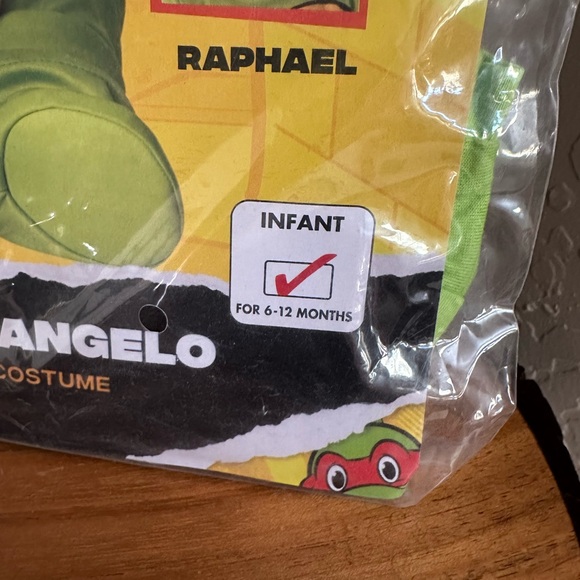 RAPHAEL
INFANT
FOR 6-12 MONTHS
ANGELO
COSTUME